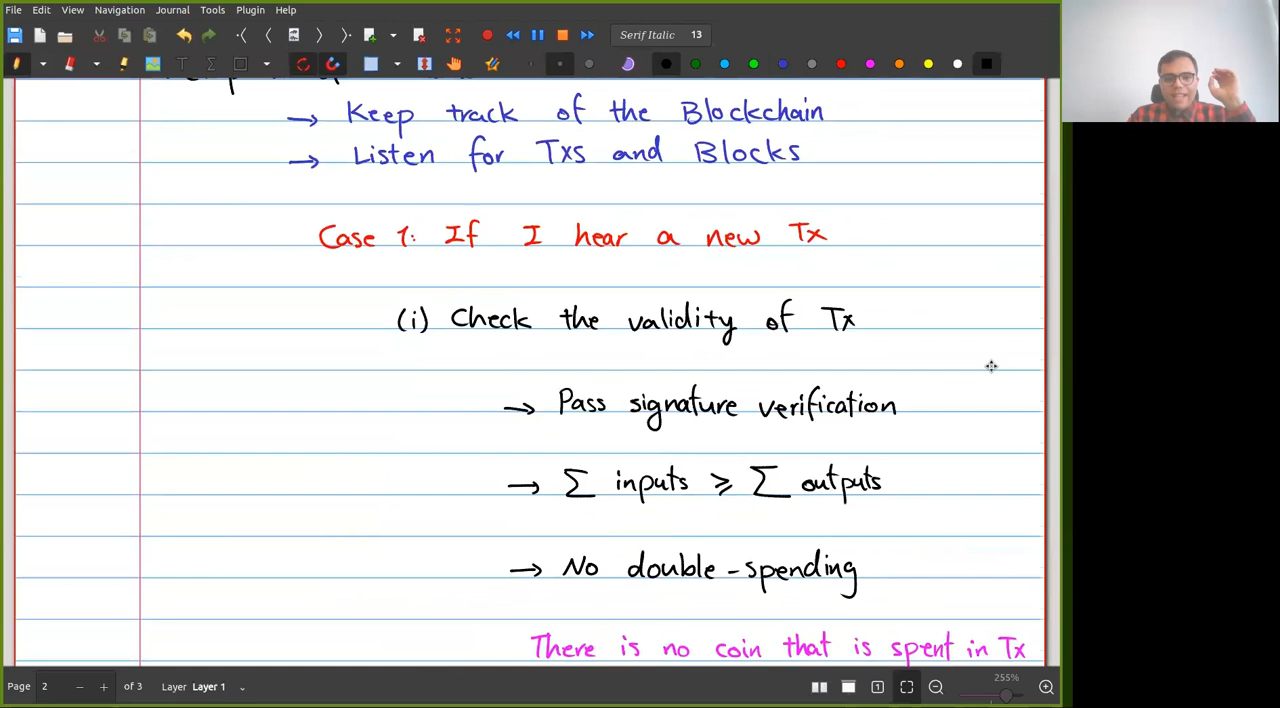 File Edit View Navigation Journal Tools Plugin Help
Serif Italic 13
→ Keep track of the Blockchain
→ Listen for Txs and Blocks
Case 1: If I hear a new Tx
(i) Check the validity of Tx
→ Pass signature verification
→ ∑ inputs ⩾ ∑ outputs
→ No double-spending
There is no coin that is spent in Tx
Page 2 − + of 3 Layer Layer 1
255%